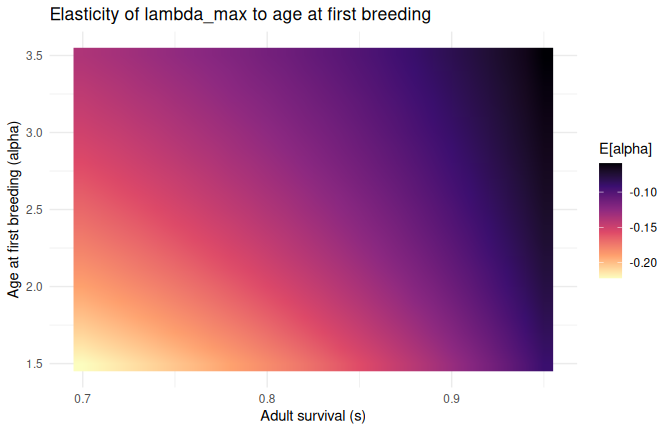 Elasticity of lambda_max to age at first breeding
3.5
3.0
2.5
2.0
1.5
Age at first breeding (alpha)
0.7 0.8 0.9
Adult survival (s)
E[alpha]
-0.10
-0.15
-0.20